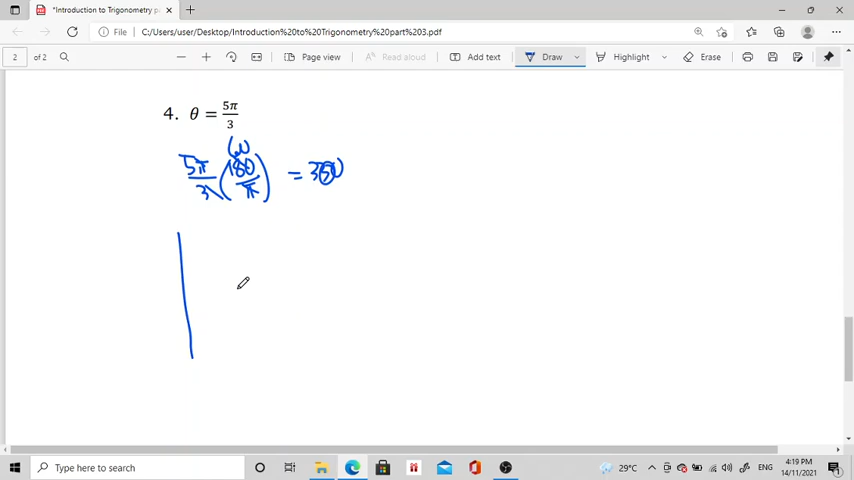 *Introduction to Trigonometry p
File
C:/Users/user/Desktop/Introduction%20to%20Trigonometry%20part%203.pdf
2 of 2
Page view
Read aloud
Add text
Draw
Highlight
Erase
4. θ = 5π/3
60
5π/3 (180/π) = 300
Type here to search
29°C
ENG
4:19 PM
14/11/2021